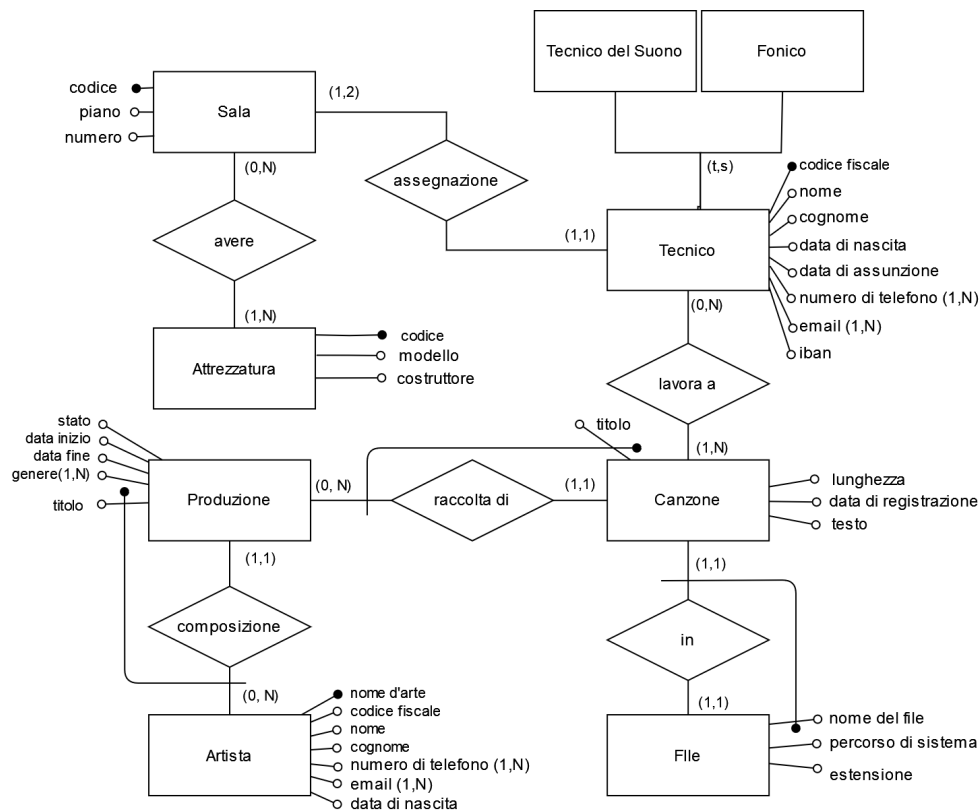 Tecnico del Suono
Fonico
codice
piano
numero
Sala
(1,2)
(0,N)
assegnazione
(t,s)
codice fiscale
nome
cognome
data di nascita
data di assunzione
numero di telefono (1,N)
email (1,N)
iban
(1,1)
Tecnico
(0,N)
avere
(1,N)
Attrezzatura
codice
modello
costruttore
lavora a
(1,N)
stato
data inizio
data fine
genere(1,N)
titolo
Produzione
(0, N)
raccolta di
(1,1)
titolo
Canzone
lunghezza
data di registrazione
testo
(1,1)
composizione
(0, N)
(1,1)
in
(1,1)
Artista
nome d'arte
codice fiscale
nome
cognome
numero di telefono (1,N)
email (1,N)
data di nascita
FIle
nome del file
percorso di sistema
estensione